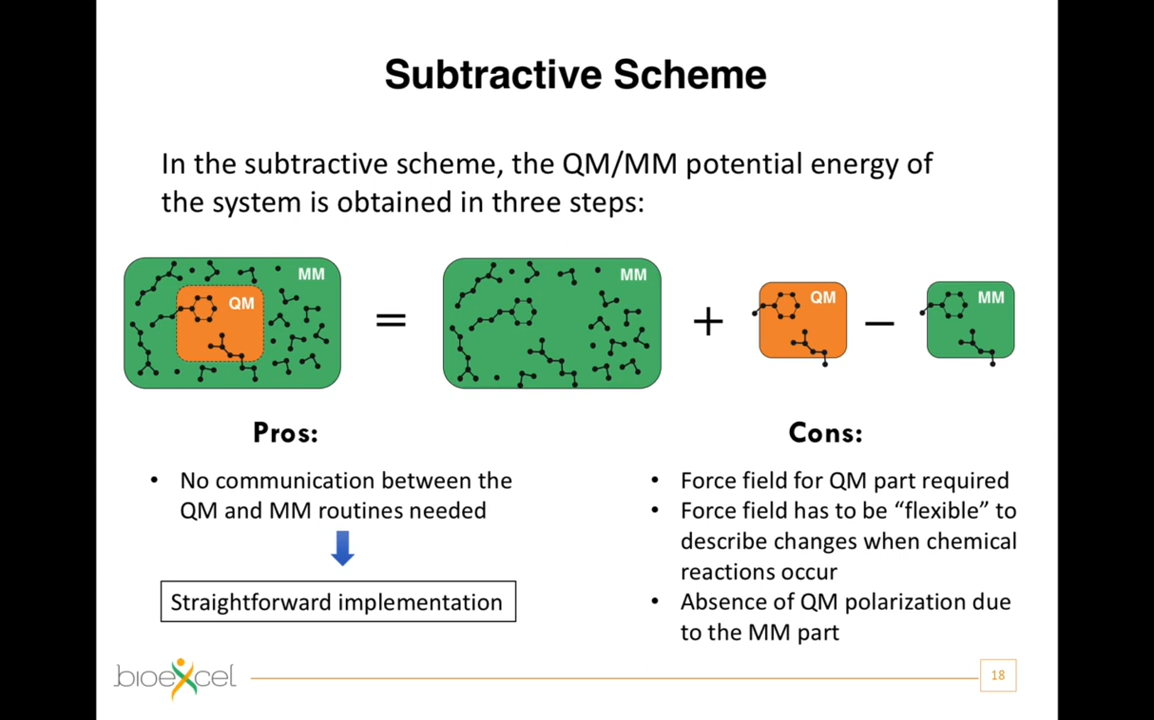 Subtractive Scheme
In the subtractive scheme, the QM/MM potential energy of
the system is obtained in three steps:
MM
QM
=
MM
+
QM
−
MM
Pros:
• No communication between the
QM and MM routines needed
Straightforward implementation
Cons:
• Force field for QM part required
• Force field has to be “flexible” to
describe changes when chemical
reactions occur
• Absence of QM polarization due
to the MM part
bioexcel
18